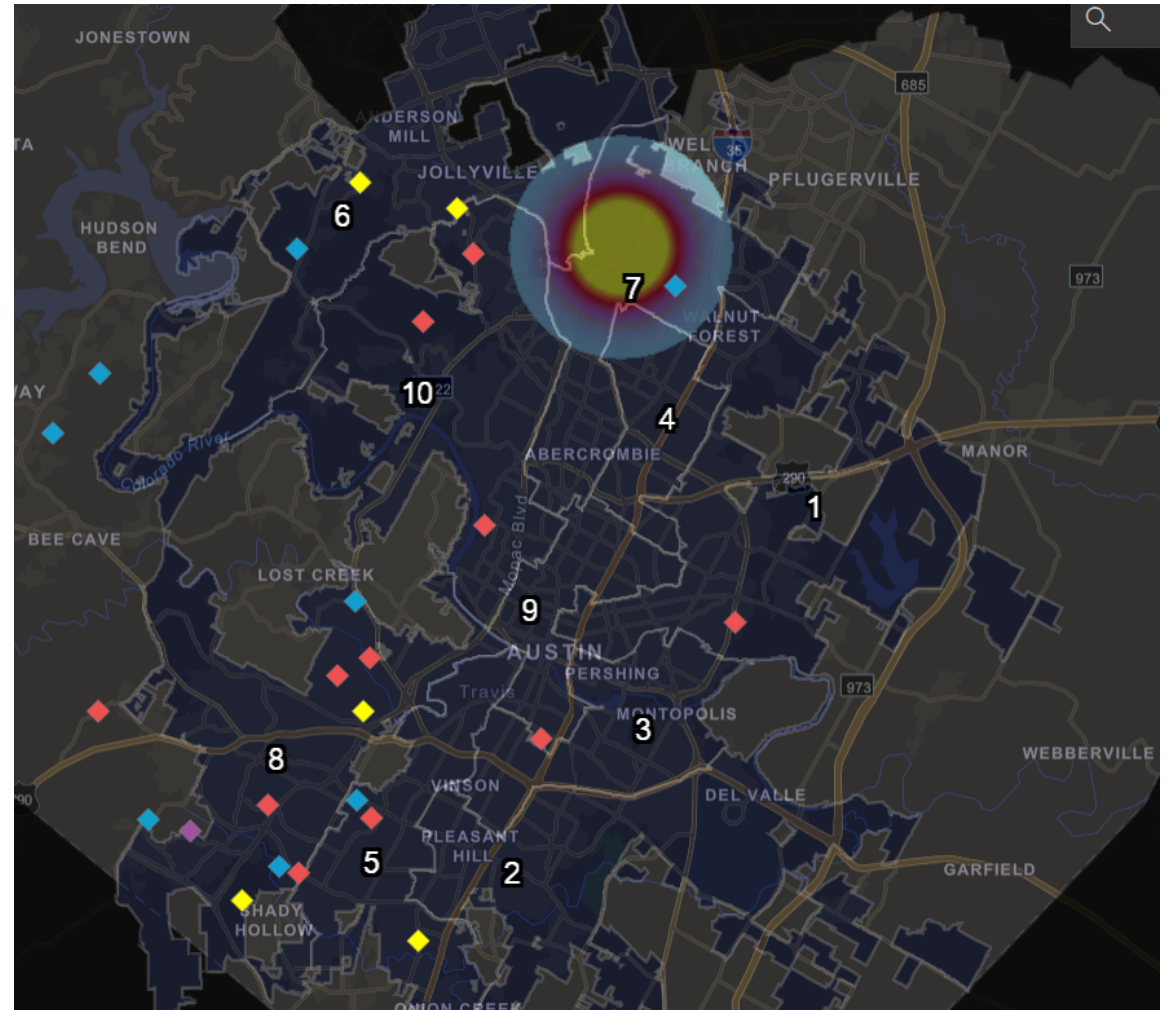 JONESTOWN
685
ANDERSON
MILL
TA
35
WEL
BRANCH
JOLLYVILLE
PFLUGERVILLE
6
HUDSON
BEND
973
7
WALNUT
FOREST
WAY
10
22
4
ABERCROMBIE
Colorado River
MANOR
290
1
Mopac Blvd
BEE CAVE
LOST CREEK
9
AUSTIN
PERSHING
973
Travis
MONTOPOLIS
3
WEBBERVILLE
8
VINSON
DEL VALLE
290
PLEASANT
HILL
5
2
GARFIELD
SHADY
HOLLOW
ONION CREEK